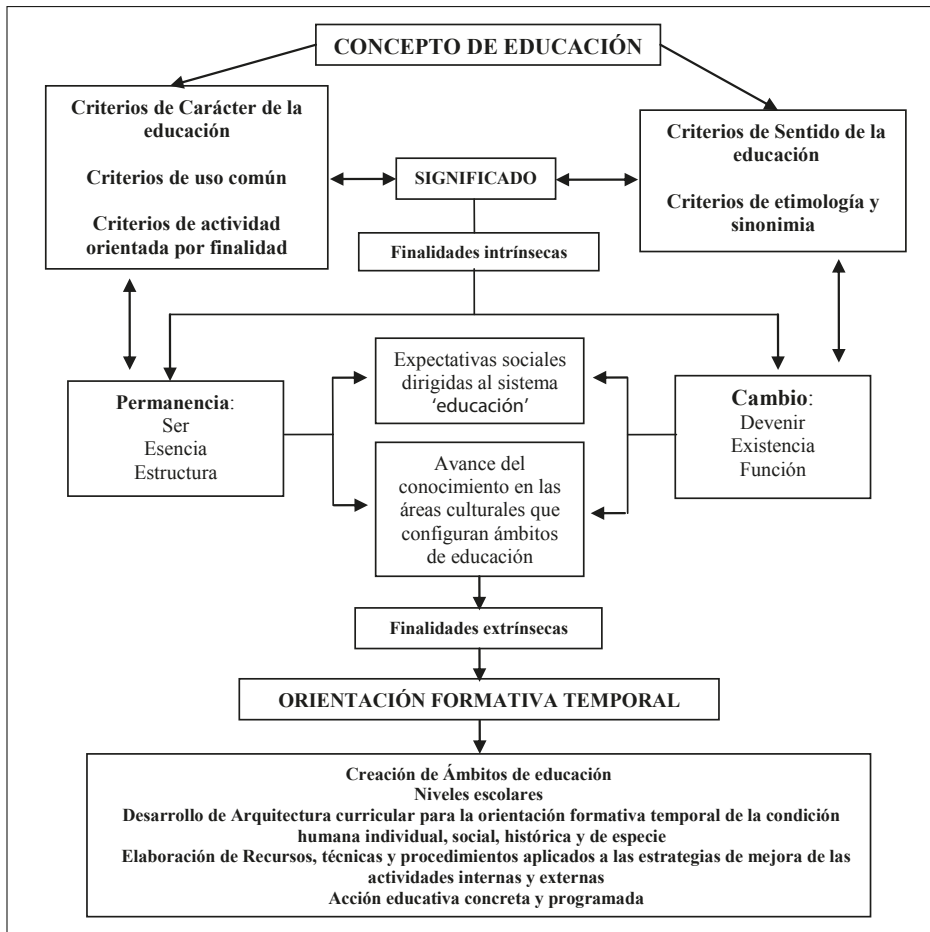 CONCEPTO DE EDUCACIÓN
Criterios de Carácter de la
educación
Criterios de uso común
Criterios de actividad
orientada por finalidad
SIGNIFICADO
Criterios de Sentido de la
educación
Criterios de etimología y
sinonimia
Finalidades intrínsecas
Permanencia:
Ser
Esencia
Estructura
Expectativas sociales
dirigidas al sistema
‘educación’
Avance del
conocimiento en las
áreas culturales que
configuran ámbitos
de educación
Cambio:
Devenir
Existencia
Función
Finalidades extrínsecas
ORIENTACIÓN FORMATIVA TEMPORAL
Creación de Ámbitos de educación
Niveles escolares
Desarrollo de Arquitectura curricular para la orientación formativa temporal de la condición
humana individual, social, histórica y de especie
Elaboración de Recursos, técnicas y procedimientos aplicados a las estrategias de mejora de las
actividades internas y externas
Acción educativa concreta y programada